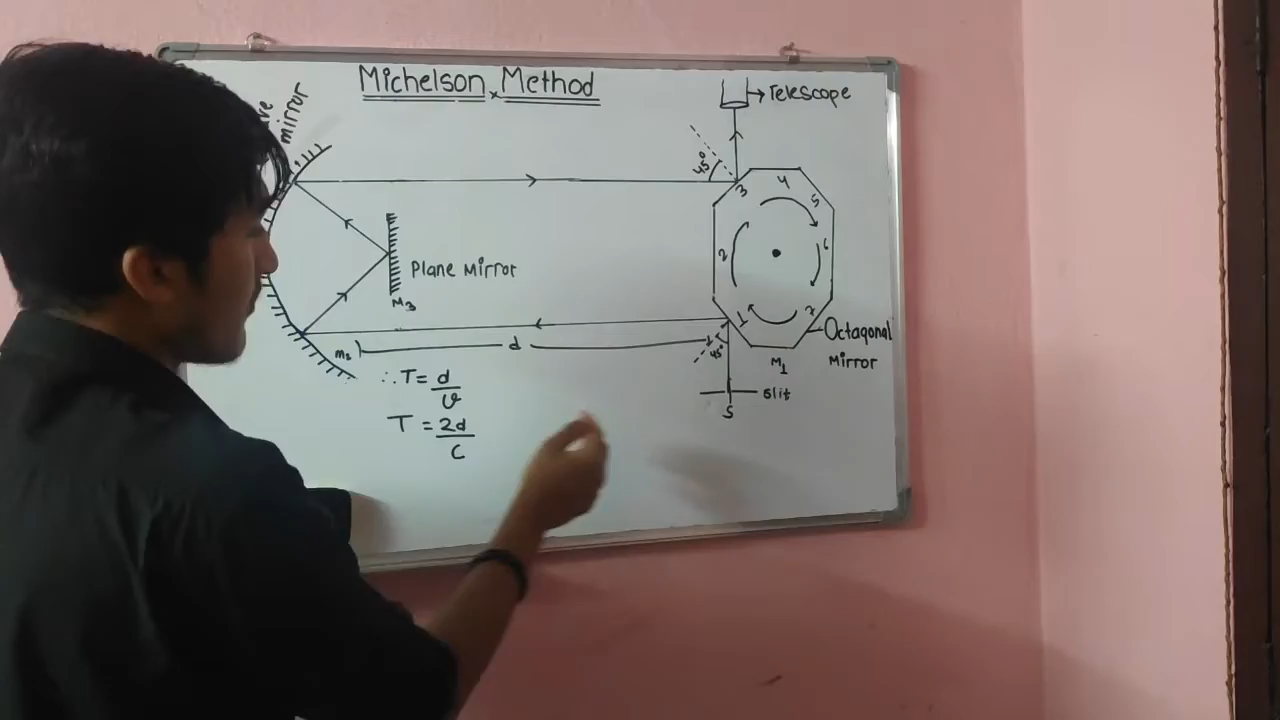 Michelson Method
mirror
Telescope
45°
3
4
5
6
2
1
Plane Mirror
M3
Octagonal
Mirror
M1
m2
d
45°
slit
S
∴ T = d/v
T = 2d/C